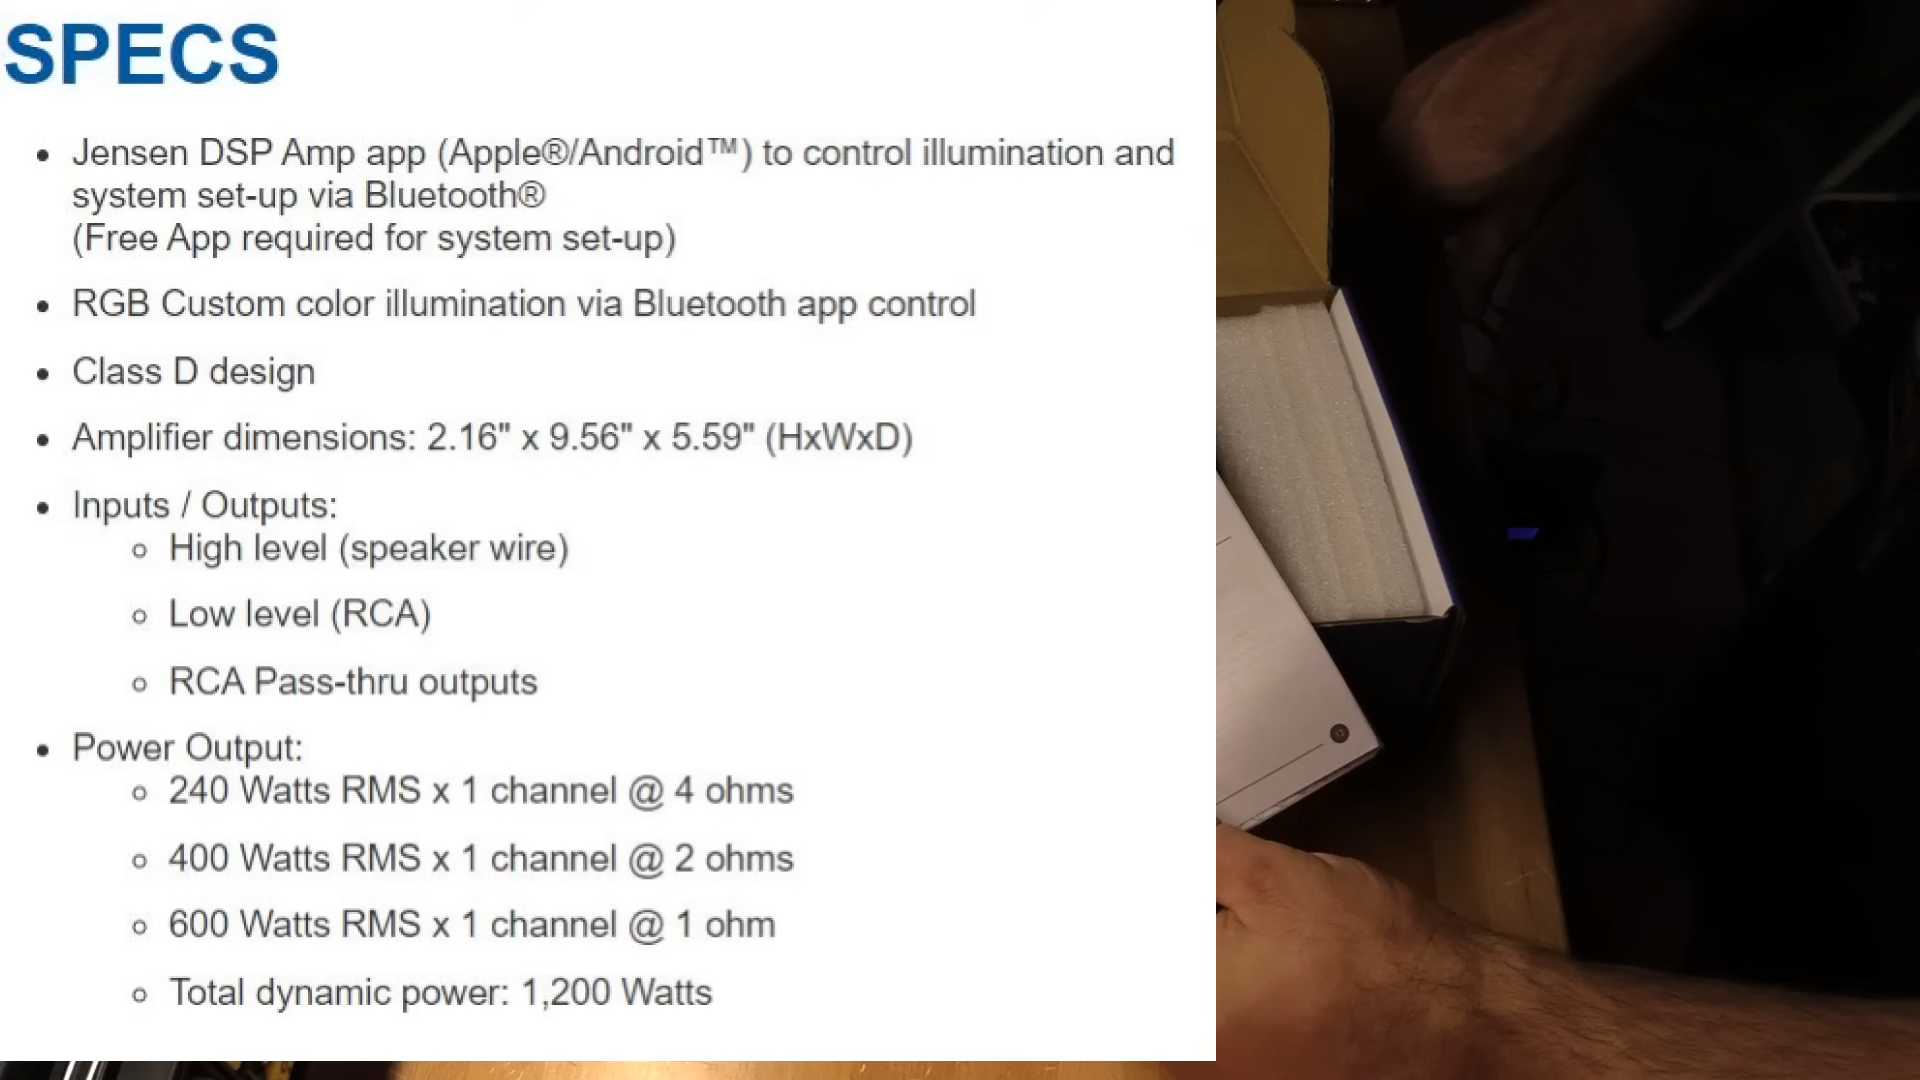 SPECS
Jensen DSP Amp app (Apple®/Android™) to control illumination and
system set-up via Bluetooth®
(Free App required for system set-up)
RGB Custom color illumination via Bluetooth app control
Class D design
Amplifier dimensions: 2.16" x 9.56" x 5.59" (HxWxD)
Inputs / Outputs:
High level (speaker wire)
Low level (RCA)
RCA Pass-thru outputs
Power Output:
240 Watts RMS x 1 channel @ 4 ohms
400 Watts RMS x 1 channel @ 2 ohms
600 Watts RMS x 1 channel @ 1 ohm
Total dynamic power: 1,200 Watts